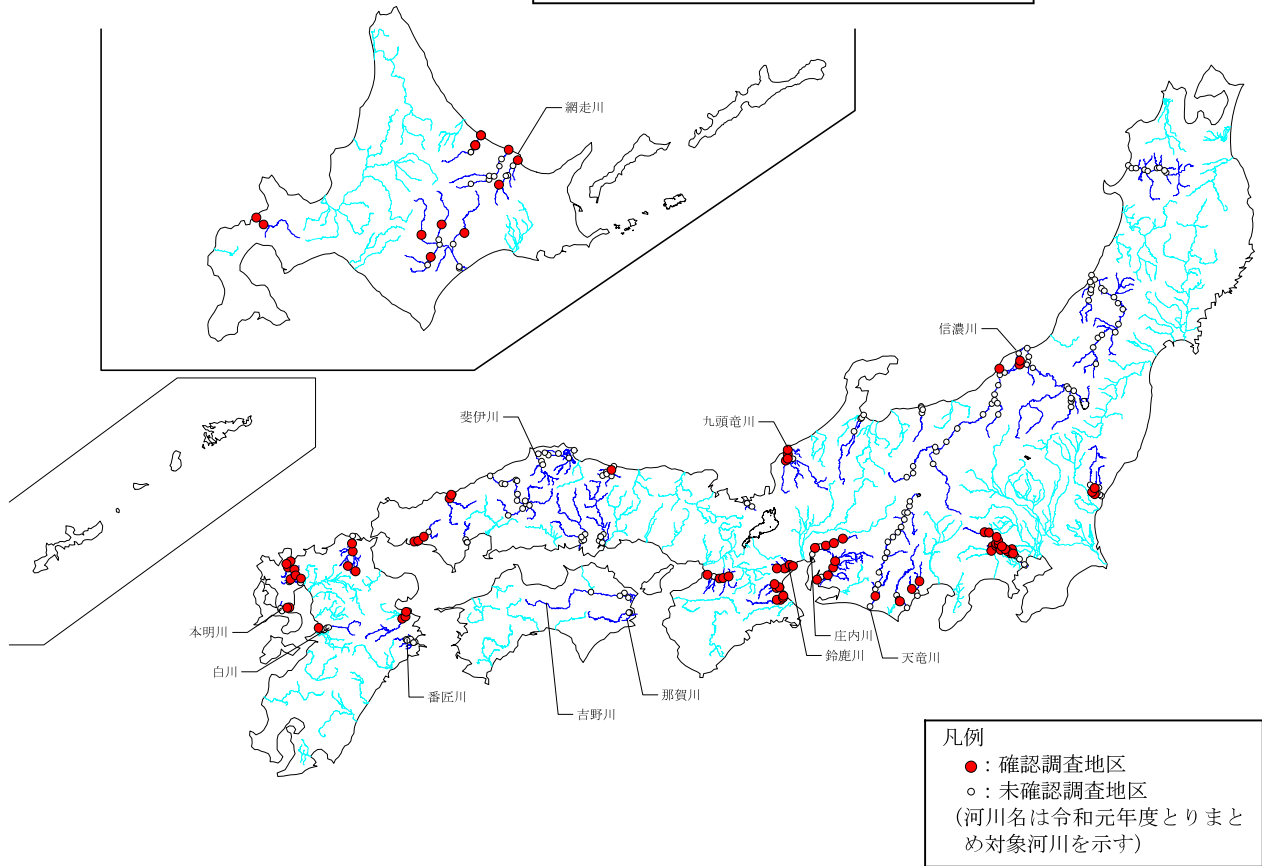 網走川
信濃川
斐伊川
九頭竜川
本明川
白川
番匠川
吉野川
那賀川
庄内川
鈴鹿川
天竜川
凡例
●：確認調査地区
○：未確認調査地区
(河川名は令和元年度とりまと
め対象河川を示す)